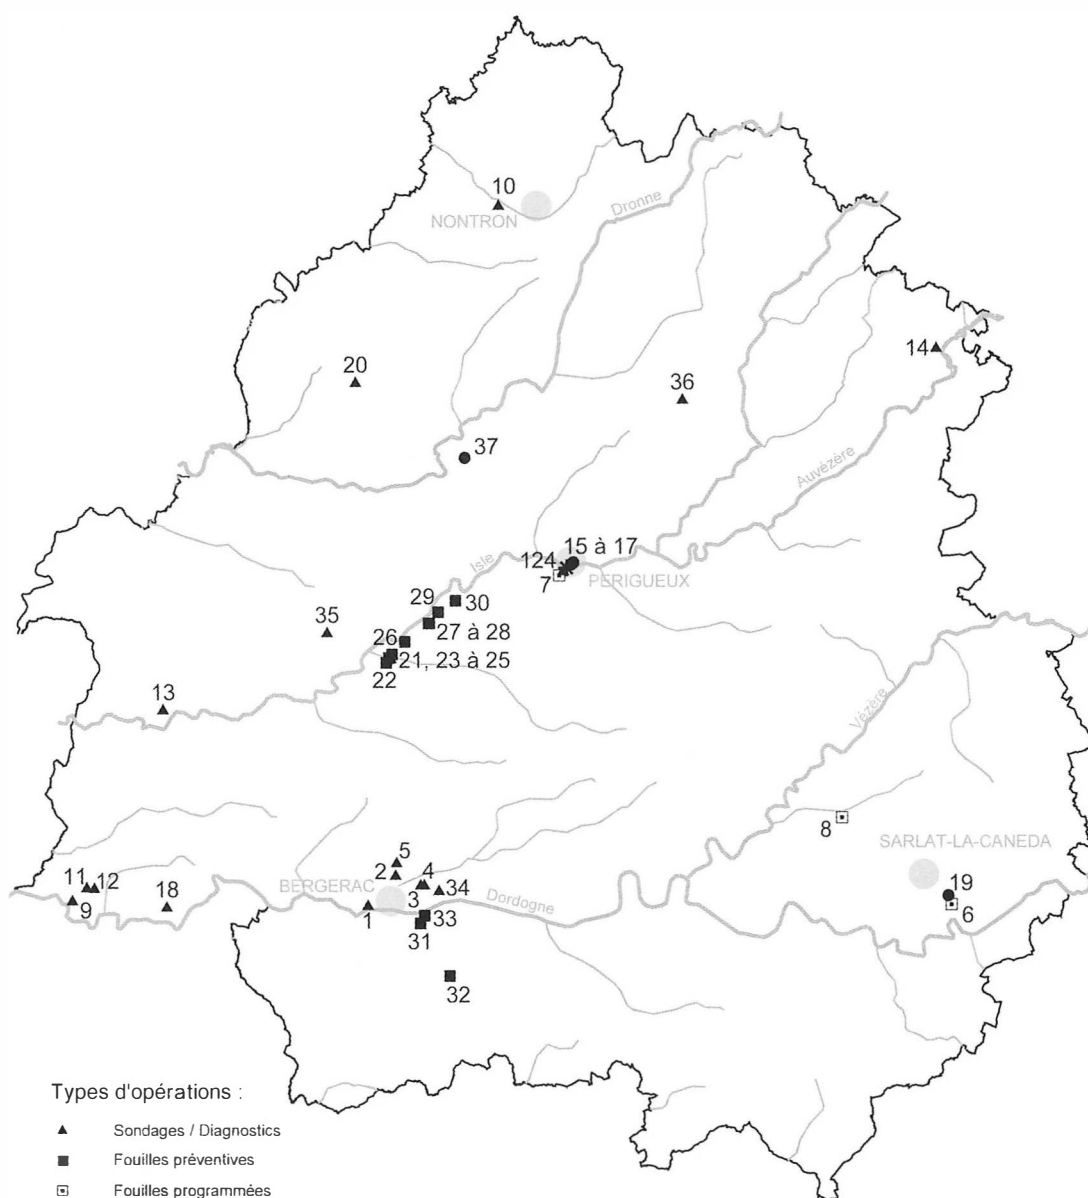 10
NONTRON
Dronne
14
20
36
37
Auvézère
15 à 17
124
Isle
7
PERIGUEUX
29
30
35
27 à 28
26
21, 23 à 25
22
13
Vézère
8
SARLAT-LA-CANEDA
5
2
4
11
12
BERGERAC
34
19
9
18
3
Dordogne
1
33
6
31
32
Types d'opérations :
Sondages / Diagnostics
Fouilles préventives
Fouilles programmées